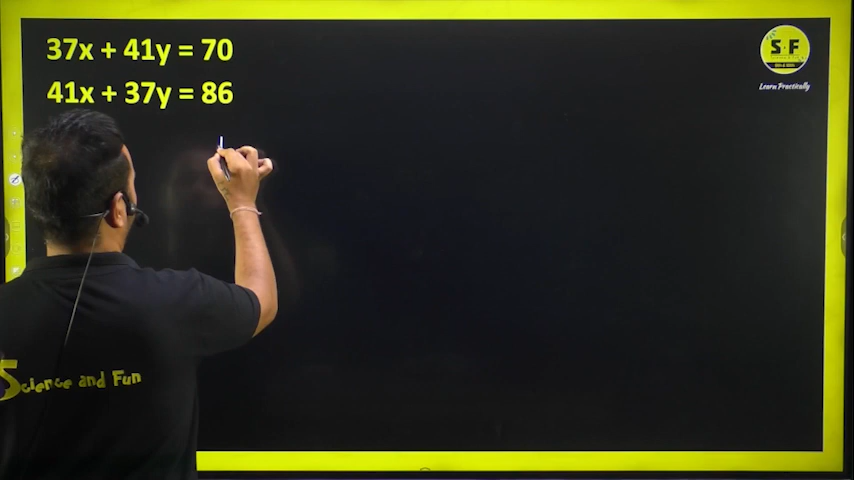 37x + 41y = 70
41x + 37y = 86
S·F
Learn Practically
Science and Fun